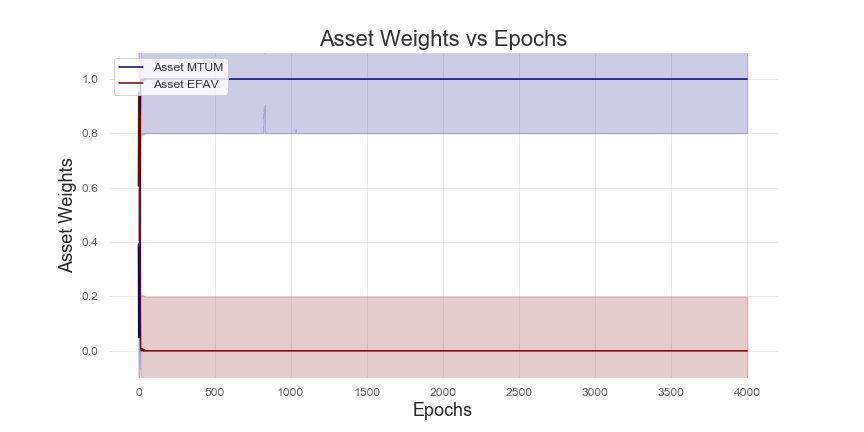 Asset Weights vs Epochs
Asset MTUM
Asset EFAV
1.0
0.8
0.6
0.4
0.2
0.0
Asset Weights
0 500 1000 1500 2000 2500 3000 3500 4000
Epochs